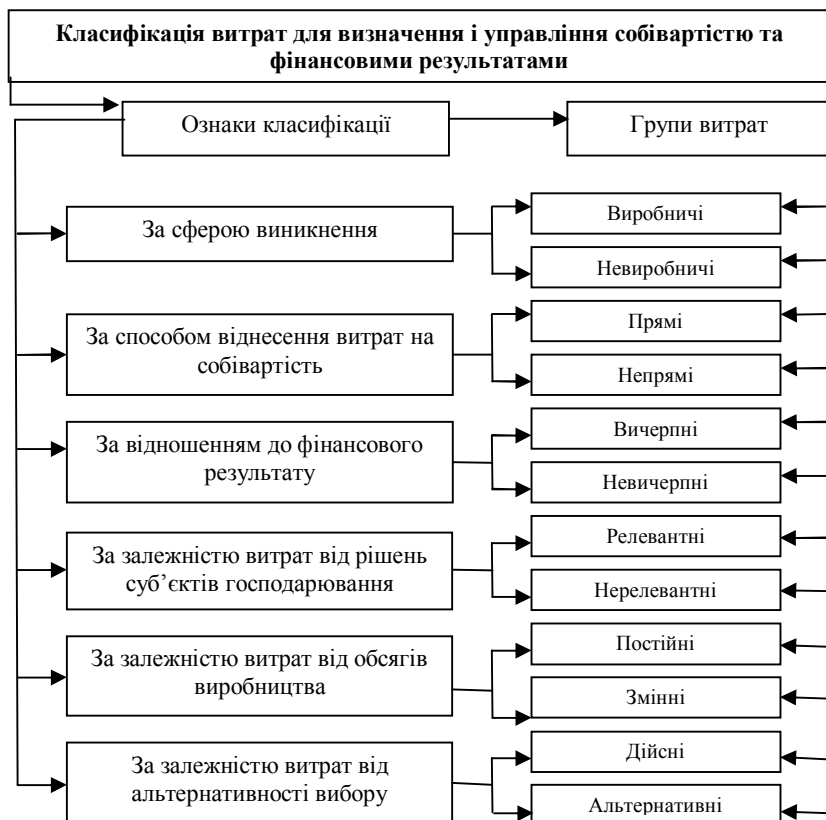 Класифікація витрат для визначення і управління собівартістю та
фінансовими результатами
Ознаки класифікації
Групи витрат
За сферою виникнення
Виробничі
Невиробничі
За способом віднесення витрат на
собівартість
Прямі
Непрямі
За відношенням до фінансового
результату
Вичерпні
Невичерпні
За залежністю витрат від рішень
суб’єктів господарювання
Релевантні
Нерелевантні
За залежністю витрат від обсягів
виробництва
Постійні
Змінні
За залежністю витрат від
альтернативності вибору
Дійсні
Альтернативні